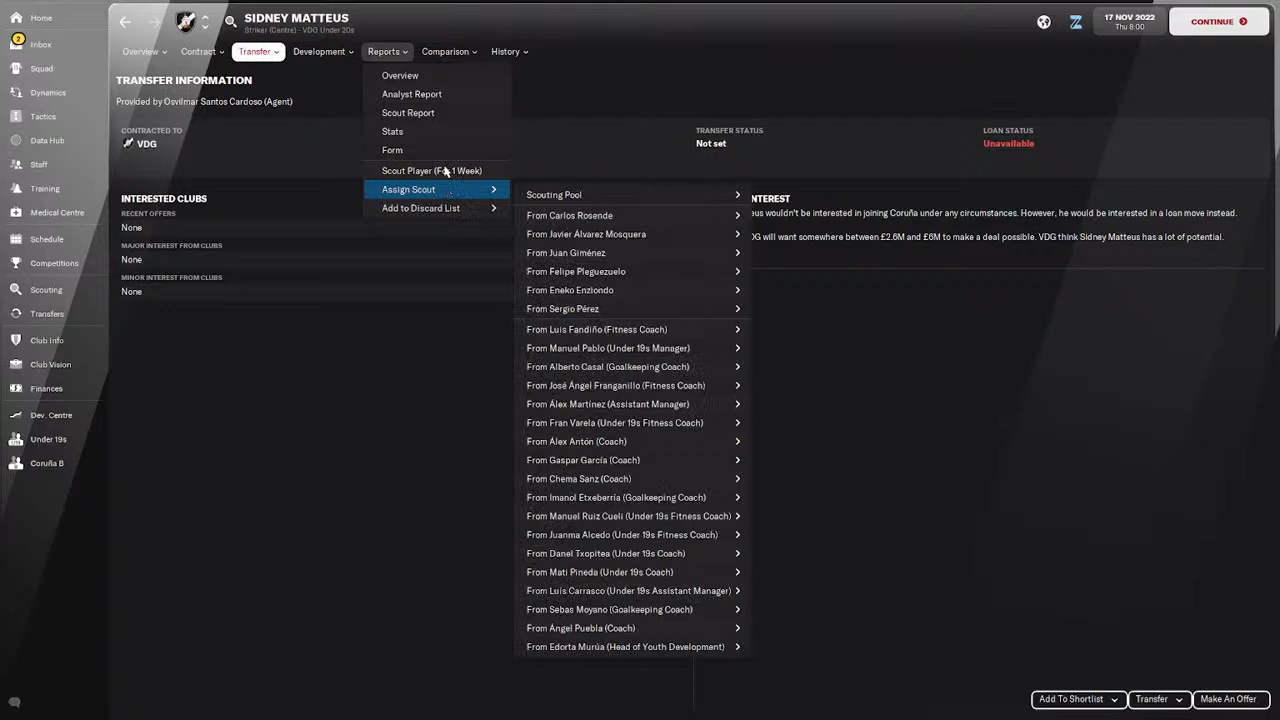 Home
2
Inbox
Squad
Dynamics
Tactics
Data Hub
Staff
Training
Medical Centre
Schedule
Competitions
Scouting
Transfers
Club Info
Club Vision
Finances
Dev. Centre
Under 19s
Coruña B
SIDNEY MATTEUS
Striker (Centre) - VDG Under 20s
17 NOV 2022
Thu 8:00
CONTINUE
Overview
Contract
Transfer
Development
Reports
Comparison
History
TRANSFER INFORMATION
Provided by Osvilmar Santos Cardoso (Agent)
CONTRACTED TO
VDG
TRANSFER STATUS
Not set
LOAN STATUS
Unavailable
INTERESTED CLUBS
RECENT OFFERS
None
MAJOR INTEREST FROM CLUBS
None
MINOR INTEREST FROM CLUBS
None
Overview
Analyst Report
Scout Report
Stats
Form
Scout Player (For 1 Week)
Assign Scout
Add to Discard List
Scouting Pool
From Carlos Rosende
From Javier Álvarez Mosquera
From Juan Giménez
From Felipe Pleguezuelo
From Eneko Enziondo
From Sergio Pérez
From Luis Fandiño (Fitness Coach)
From Manuel Pablo (Under 19s Manager)
From Alberto Casal (Goalkeeping Coach)
From José Ángel Franganillo (Fitness Coach)
From Álex Martínez (Assistant Manager)
From Fran Varela (Under 19s Fitness Coach)
From Álex Antón (Coach)
From Gaspar García (Coach)
From Chema Sanz (Coach)
From Imanol Etxeberria (Goalkeeping Coach)
From Manuel Ruiz Cueli (Under 19s Fitness Coach)
From Juanma Alcedo (Under 19s Fitness Coach)
From Danel Txopitea (Under 19s Coach)
From Mati Pineda (Under 19s Coach)
From Luís Carrasco (Under 19s Assistant Manager)
From Sebas Moyano (Goalkeeping Coach)
From Ángel Puebla (Coach)
From Edorta Murúa (Head of Youth Development)
INTEREST
eus wouldn't be interested in joining Coruña under any circumstances. However, he would be interested in a loan move instead.
DG will want somewhere between £2.6M and £6M to make a deal possible. VDG think Sidney Matteus has a lot of potential.
Add To Shortlist
Transfer
Make An Offer